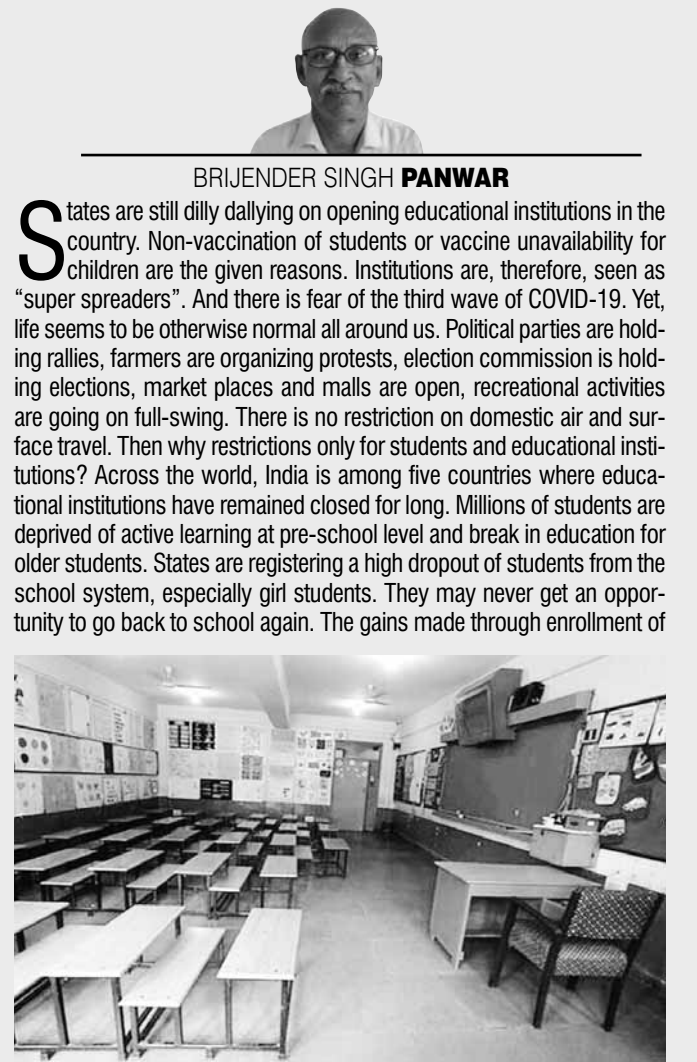 BRIJENDER SINGH PANWAR
States are still dilly dallying on opening educational institutions in the
country. Non-vaccination of students or vaccine unavailability for
children are the given reasons. Institutions are, therefore, seen as
“super spreaders”. And there is fear of the third wave of COVID-19. Yet,
life seems to be otherwise normal all around us. Political parties are hold-
ing rallies, farmers are organizing protests, election commission is hold-
ing elections, market places and malls are open, recreational activities
are going on full-swing. There is no restriction on domestic air and sur-
face travel. Then why restrictions only for students and educational insti-
tutions? Across the world, India is among five countries where educa-
tional institutions have remained closed for long. Millions of students are
deprived of active learning at pre-school level and break in education for
older students. States are registering a high dropout of students from the
school system, especially girl students. They may never get an oppor-
tunity to go back to school again. The gains made through enrollment of